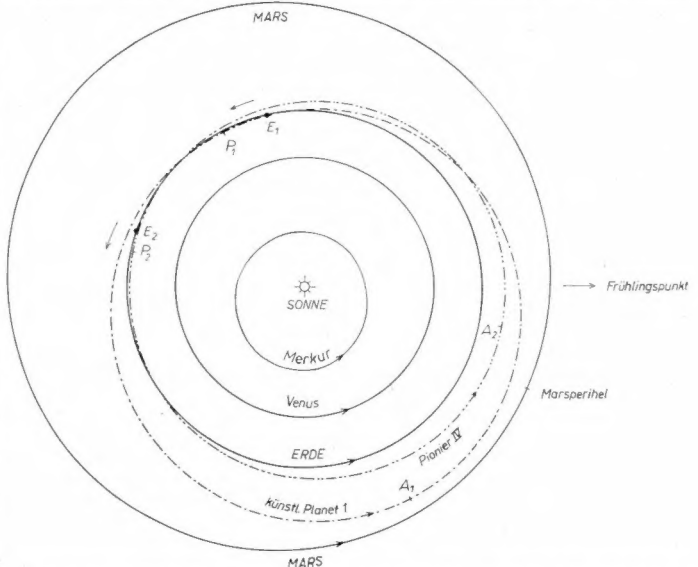 MARS
E₁
P₁
E₂
P₂
SONNE
Frühlingspunkt
A₂
Merkur
Marsperihel
Venus
ERDE
Pionier IV
A₁
künstl. Planet 1
MARS